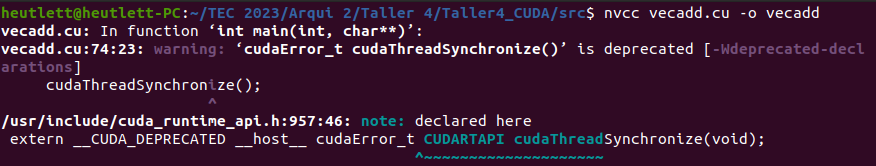 heutlett@heutlett-PC:~/TEC 2023/Arqui 2/Taller 4/Taller4_CUDA/src$ nvcc vecadd.cu -o vecadd
vecadd.cu: In function ‘int main(int, char**)’:
vecadd.cu:74:23: warning: ‘cudaError_t cudaThreadSynchronize()’ is deprecated [-Wdeprecated-decl
arations]
     cudaThreadSynchronize();
                       ^
/usr/include/cuda_runtime_api.h:957:46: note: declared here
 extern __CUDA_DEPRECATED __host__ cudaError_t CUDARTAPI cudaThreadSynchronize(void);
                                              ^~~~~~~~~~~~~~~~~~~~~